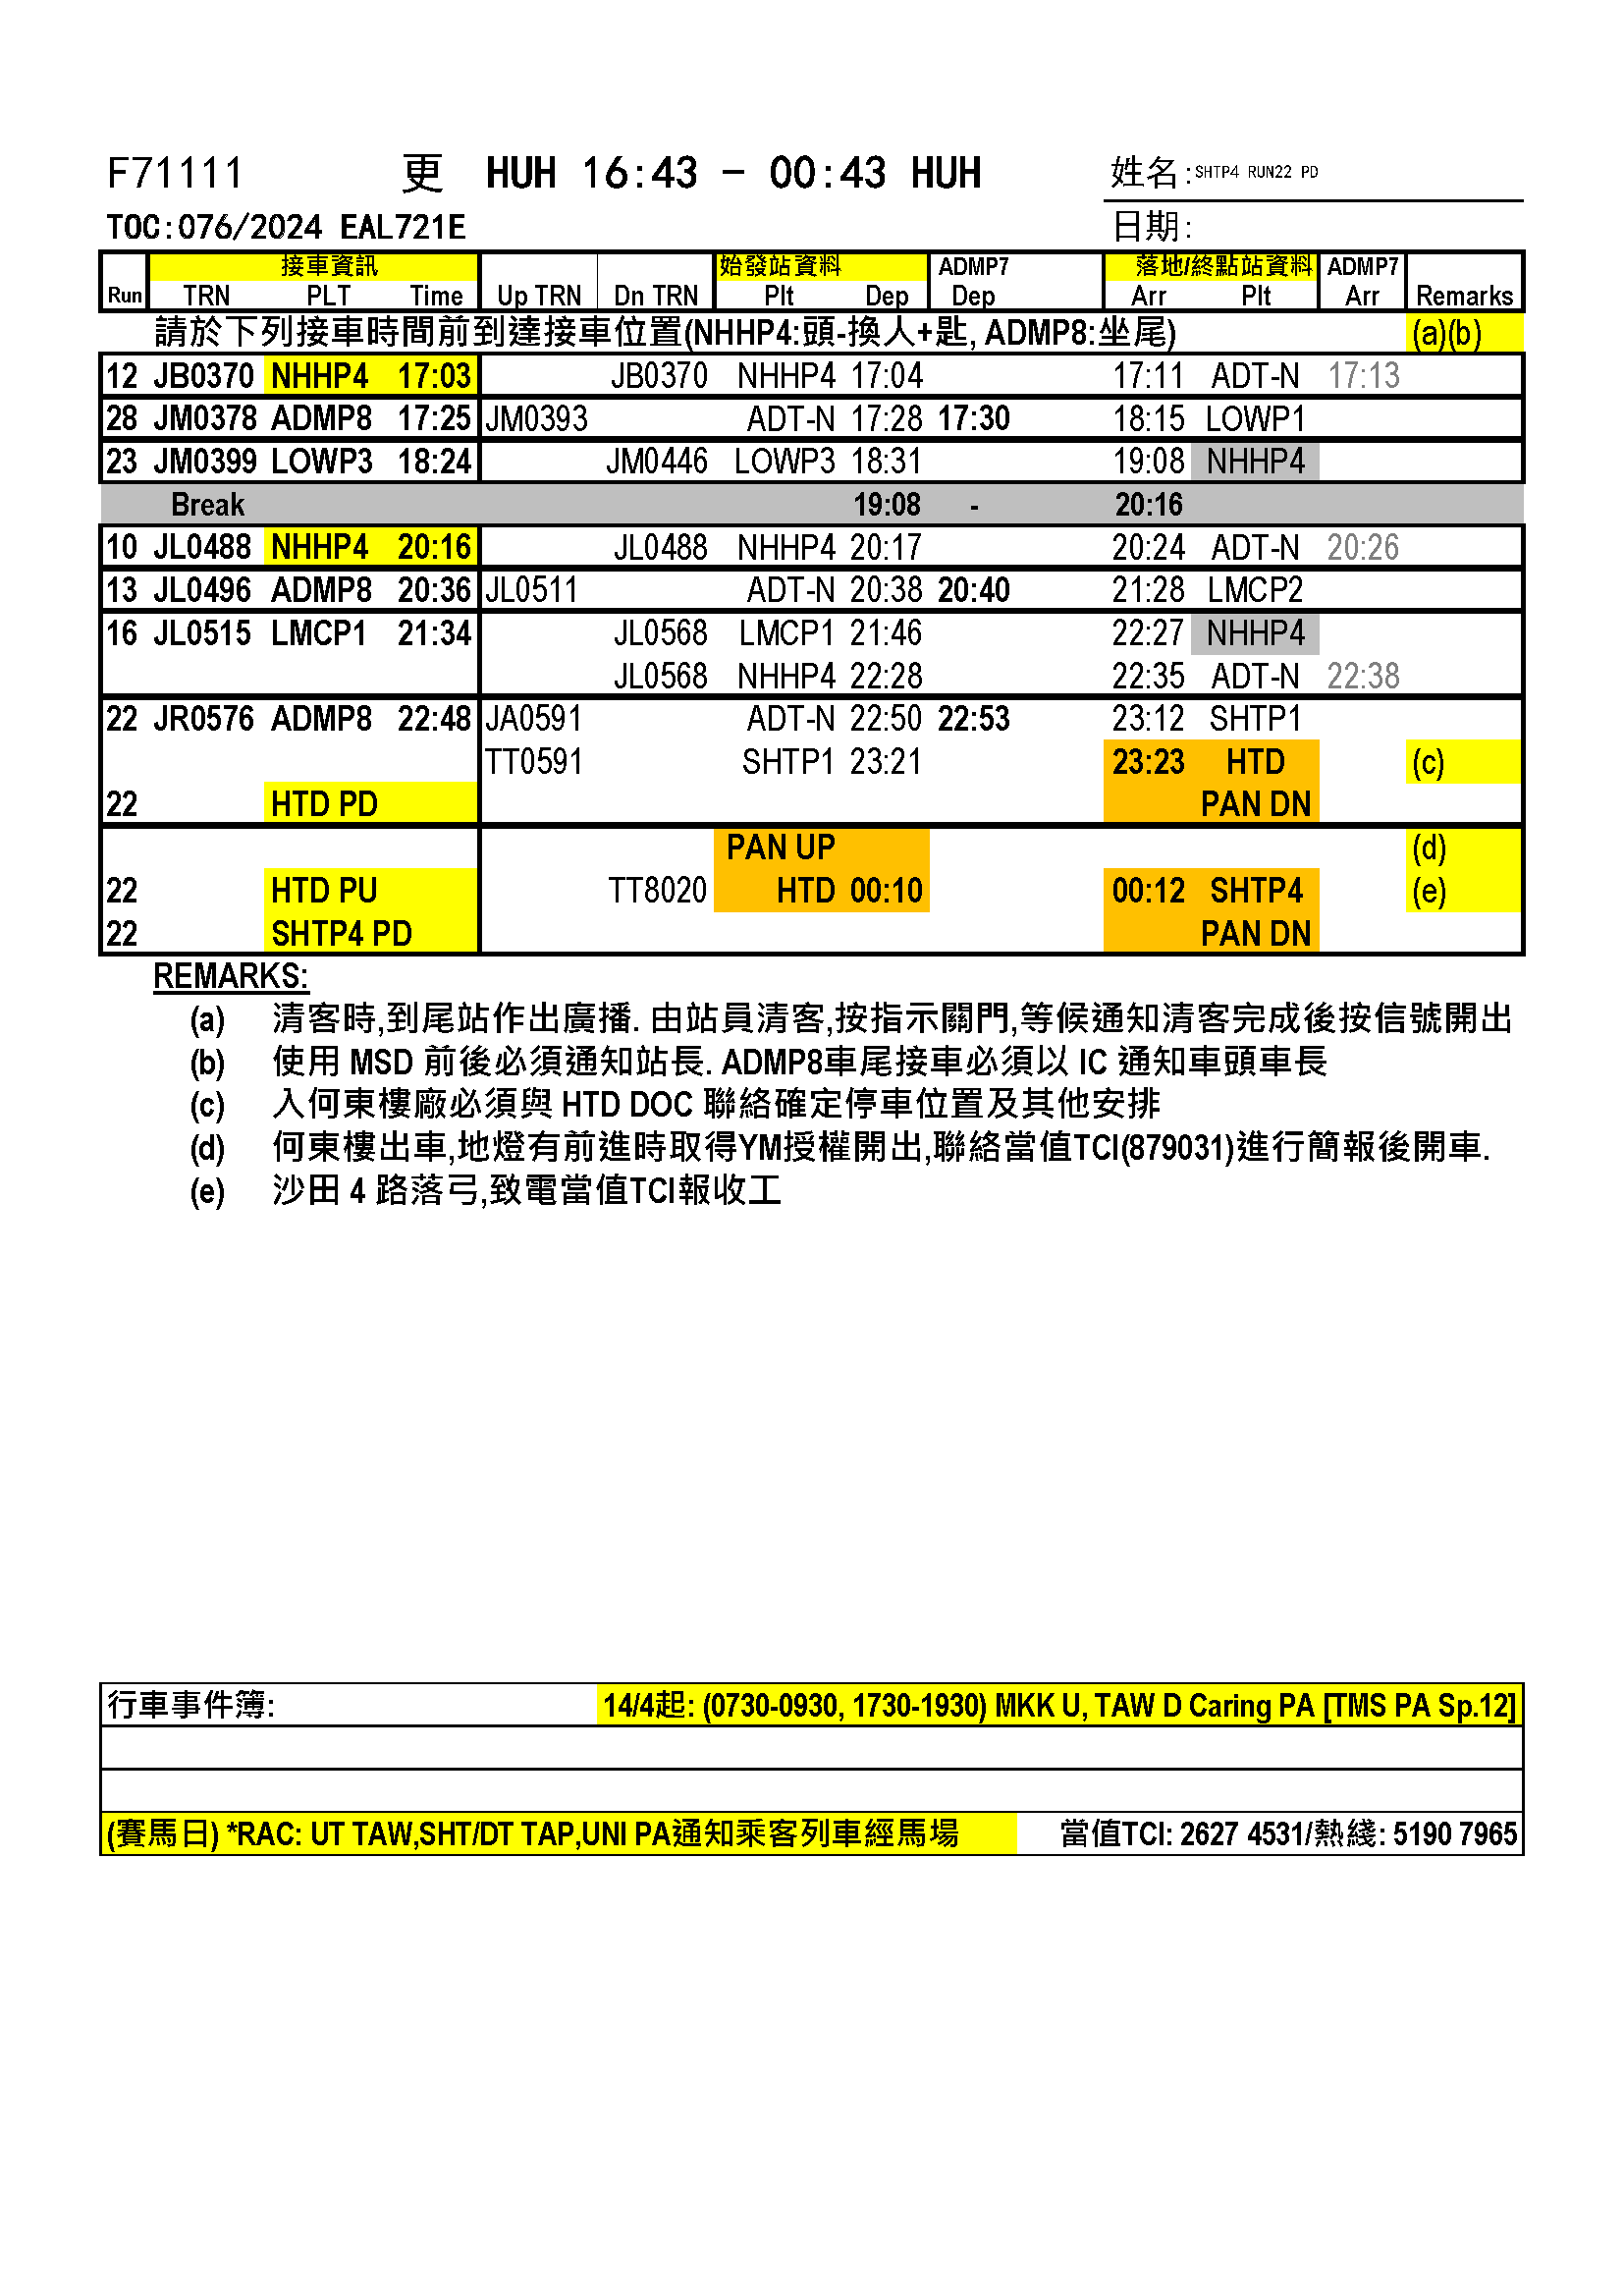 F71111 更 HUH 16:43 - 00:43 HUH 姓名:SHTP4 RUN22 PD
TOC:076/2024 EAL721E 日期:
接車資訊 始發站資料 ADMP7 落地/終點站資料 ADMP7
Run TRN PLT Time Up TRN Dn TRN Plt Dep Dep Arr Plt Arr Remarks
請於下列接車時間前到達接車位置(NHHP4:頭-換人+匙, ADMP8:坐尾) (a)(b)
12 JB0370 NHHP4 17:03 JB0370 NHHP4 17:04 17:11 ADT-N 17:13
28 JM0378 ADMP8 17:25 JM0393 ADT-N 17:28 17:30 18:15 LOWP1
23 JM0399 LOWP3 18:24 JM0446 LOWP3 18:31 19:08 NHHP4
Break 19:08 - 20:16
10 JL0488 NHHP4 20:16 JL0488 NHHP4 20:17 20:24 ADT-N 20:26
13 JL0496 ADMP8 20:36 JL0511 ADT-N 20:38 20:40 21:28 LMCP2
16 JL0515 LMCP1 21:34 JL0568 LMCP1 21:46 22:27 NHHP4
JL0568 NHHP4 22:28 22:35 ADT-N 22:38
22 JR0576 ADMP8 22:48 JA0591 ADT-N 22:50 22:53 23:12 SHTP1
TT0591 SHTP1 23:21 23:23 HTD (c)
22 HTD PD PAN DN
PAN UP (d)
22 HTD PU TT8020 HTD 00:10 00:12 SHTP4 (e)
22 SHTP4 PD PAN DN
REMARKS:
(a) 清客時,到尾站作出廣播. 由站員清客,按指示關門,等候通知清客完成後按信號開出
(b) 使用 MSD 前後必須通知站長. ADMP8車尾接車必須以 IC 通知車頭車長
(c) 入何東樓廠必須與 HTD DOC 聯絡確定停車位置及其他安排
(d) 何東樓出車,地燈有前進時取得YM授權開出,聯絡當值TCI(879031)進行簡報後開車.
(e) 沙田 4 路落弓,致電當值TCI報收工
行車事件簿: 14/4起: (0730-0930, 1730-1930) MKK U, TAW D Caring PA [TMS PA Sp.12]
(賽馬日) *RAC: UT TAW,SHT/DT TAP,UNI PA通知乘客列車經馬場 當值TCI: 2627 4531/熱綫: 5190 7965